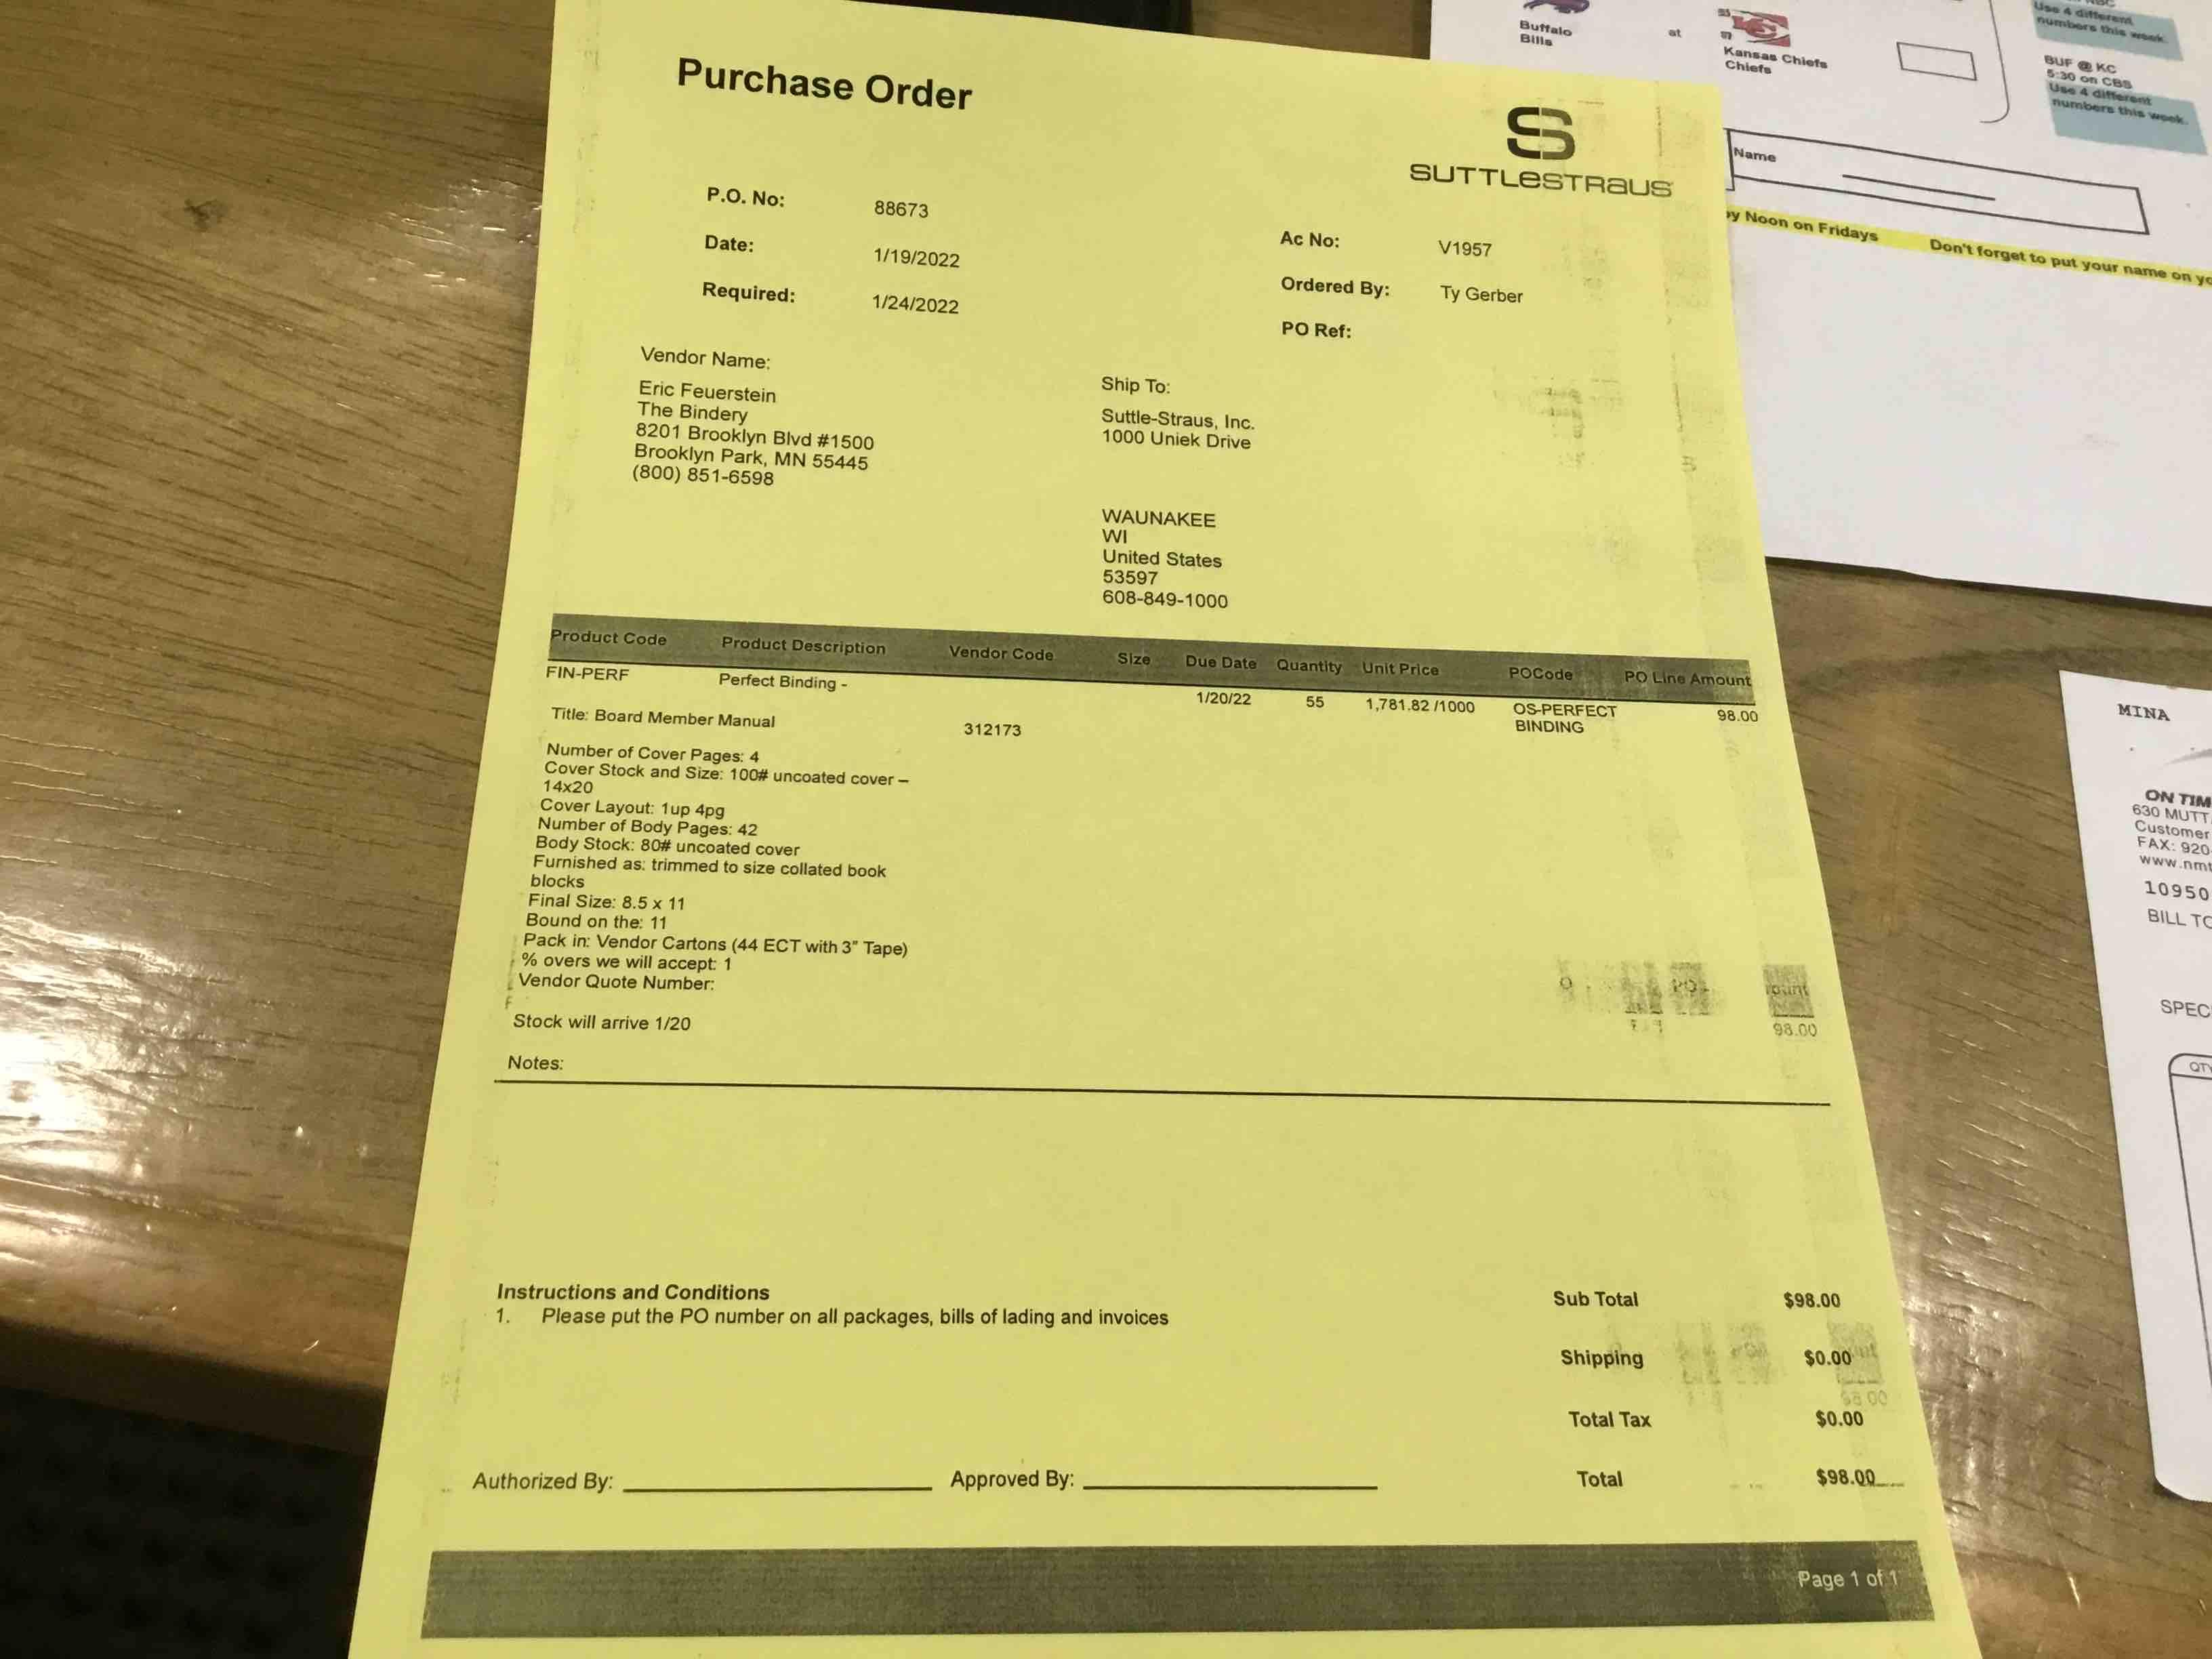 Purchase Order
SUTTLESTRAUS
P.O. No: 88673
Date: 1/19/2022
Required: 1/24/2022
Ac No: V1957
Ordered By: Ty Gerber
PO Ref:
Vendor Name:
Eric Feuerstein
The Bindery
8201 Brooklyn Blvd #1500
Brooklyn Park, MN 55445
(800) 851-6598
Ship To:
Suttle-Straus, Inc.
1000 Uniek Drive
WAUNAKEE
WI
United States
53597
608-849-1000
Product Code Product Description Vendor Code Size Due Date Quantity Unit Price POCode PO Line Amount
FIN-PERF Perfect Binding - 1/20/22 55 1,781.82 /1000 OS-PERFECT 98.00
BINDING
Title: Board Member Manual 312173
Number of Cover Pages: 4
Cover Stock and Size: 100# uncoated cover –
14x20
Cover Layout: 1up 4pg
Number of Body Pages: 42
Body Stock: 80# uncoated cover
Furnished as: trimmed to size collated book
blocks
Final Size: 8.5 x 11
Bound on the: 11
Pack in: Vendor Cartons (44 ECT with 3" Tape)
% overs we will accept: 1
Vendor Quote Number:
Stock will arrive 1/20
98.00
Notes:
Instructions and Conditions
1. Please put the PO number on all packages, bills of lading and invoices
Sub Total $98.00
Shipping $0.00
98 00
Total Tax $0.00
Total $98.00
Authorized By: Approved By:
Page 1 of 1
Buffalo
Bills
at
KC
Kansas Chiefs
Chiefs
Use 4 different
numbers this week.
BUF @ KC
5:30 on CBS
Use 4 different
numbers this week.
Name
by Noon on Fridays Don't forget to put your name on
MINA
ON TIM
630 MUTT
Customer
FAX: 920
www.nmt
10950
BILL TO
SPEC
QTY